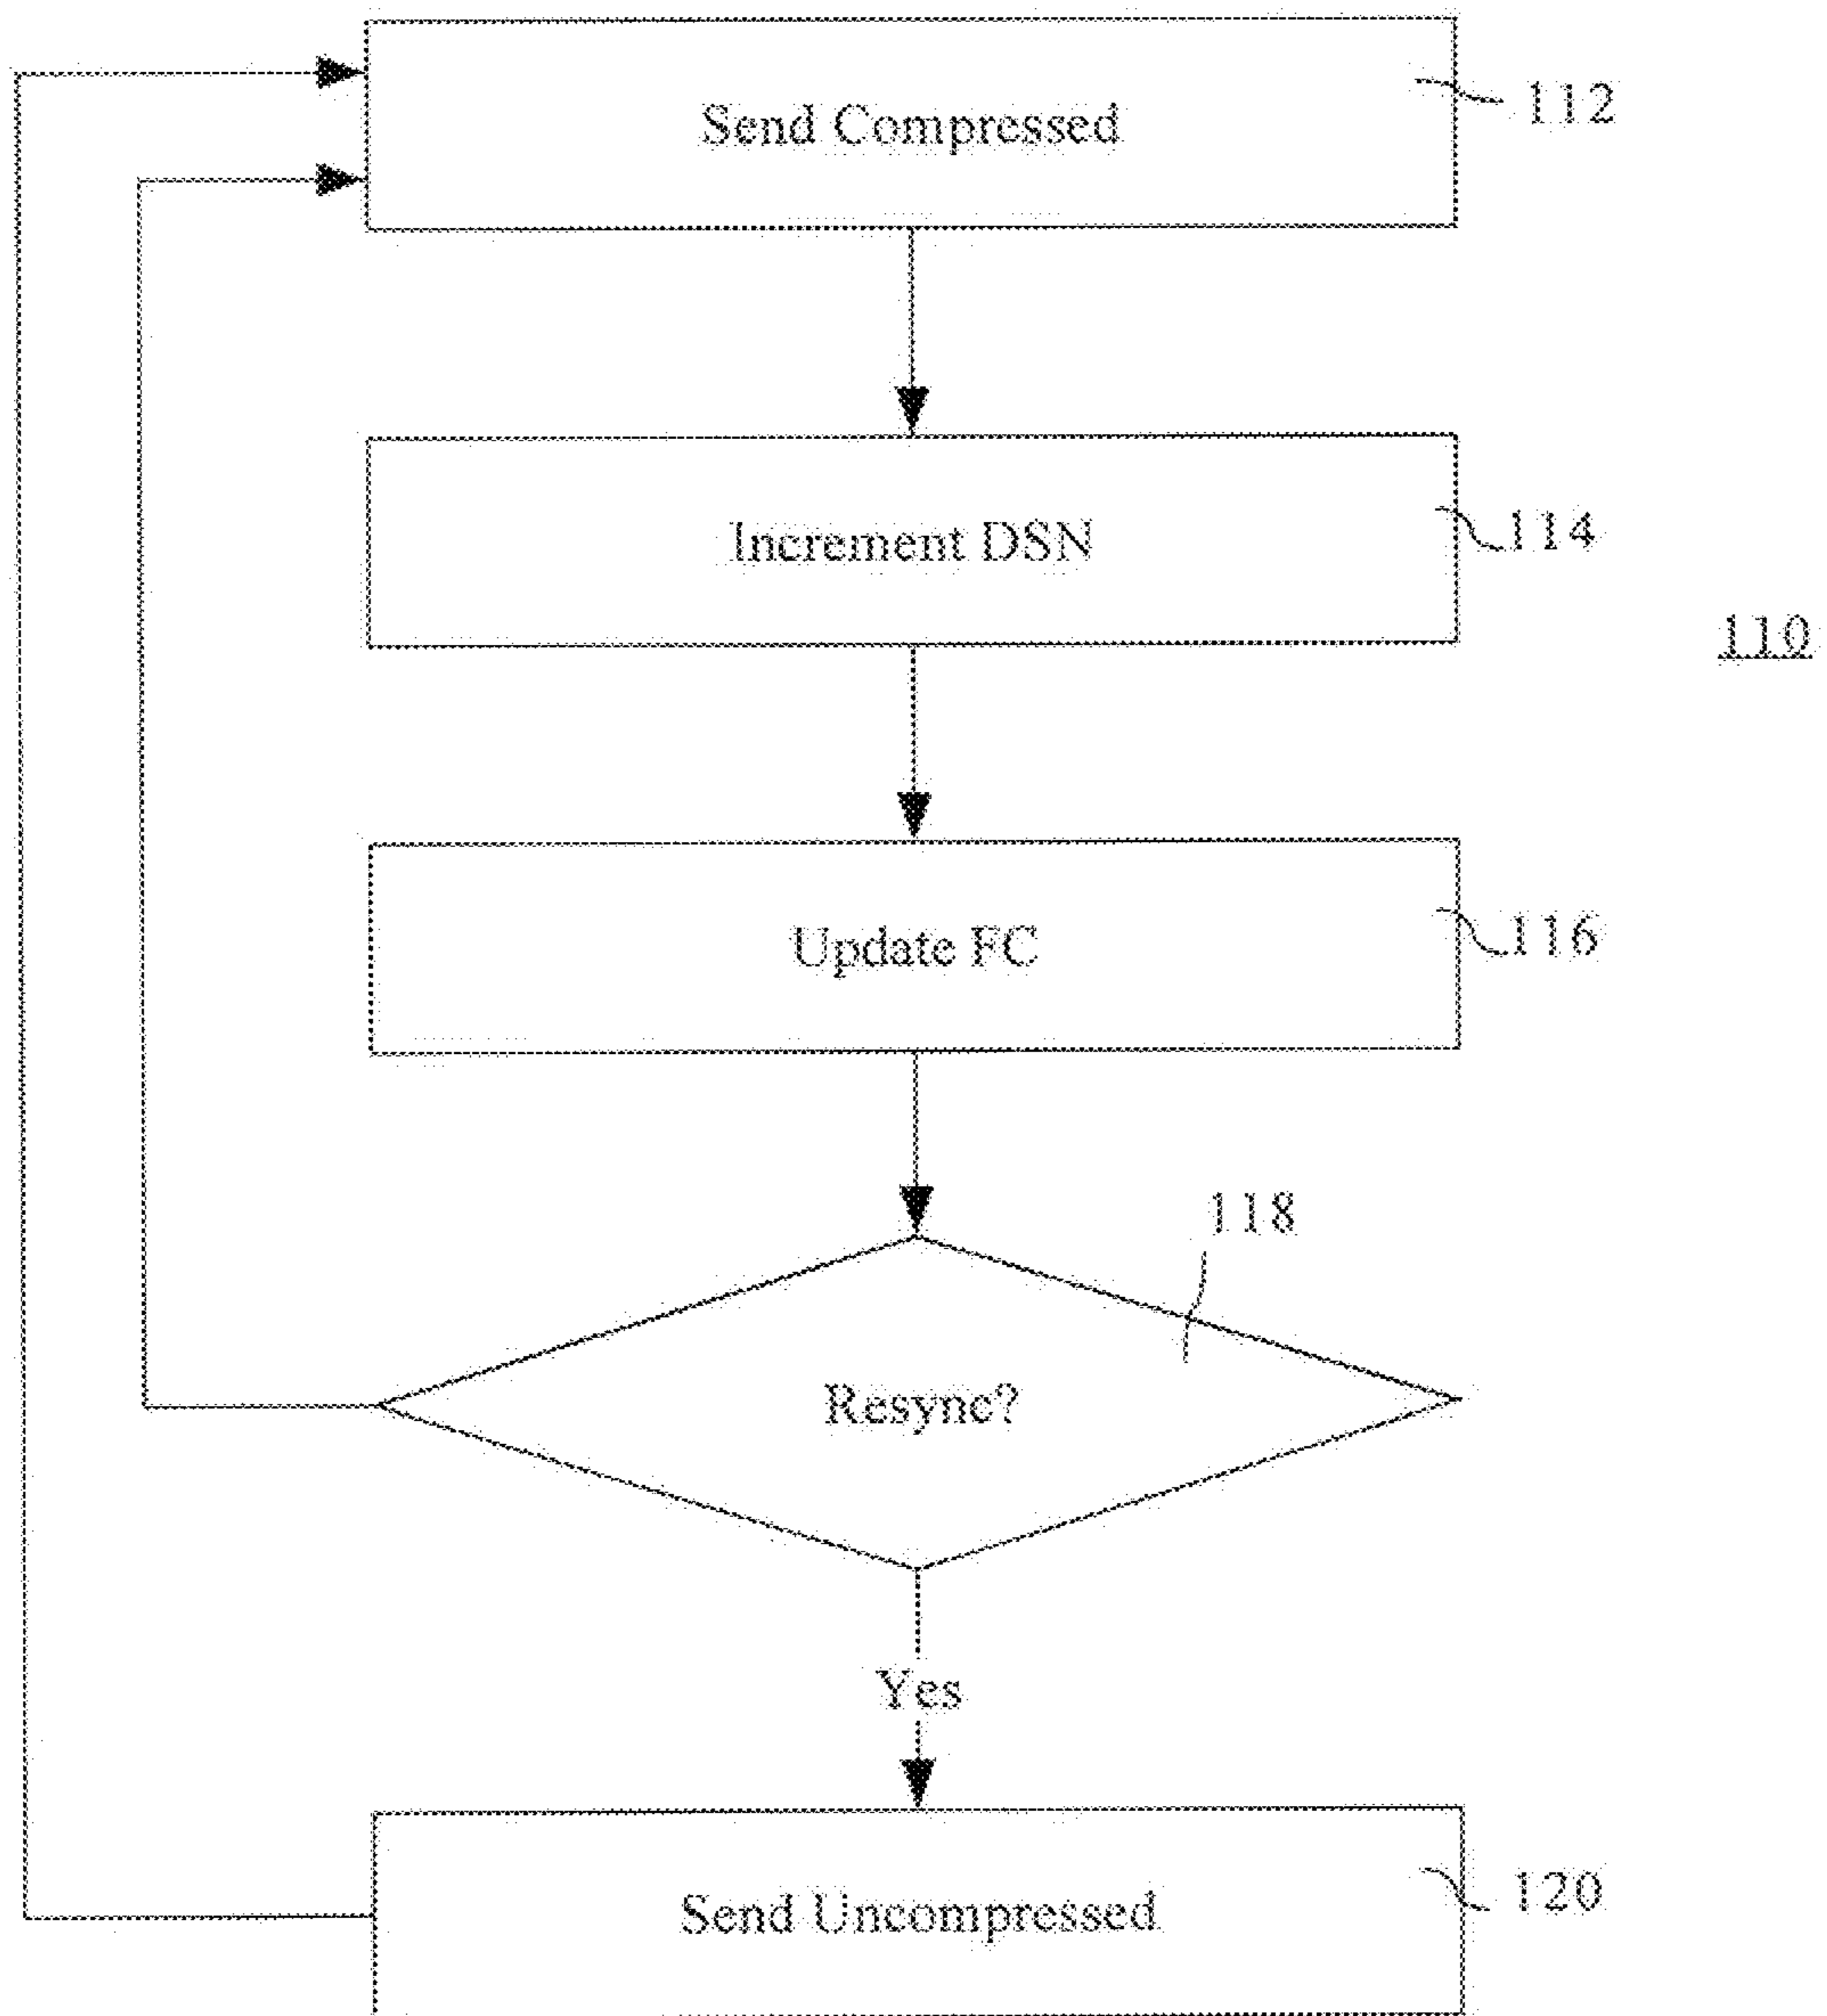 Send Compressed
112
Increment DSN
114
110
Update FC
116
118
Resync?
Yes
Send Uncompressed
120